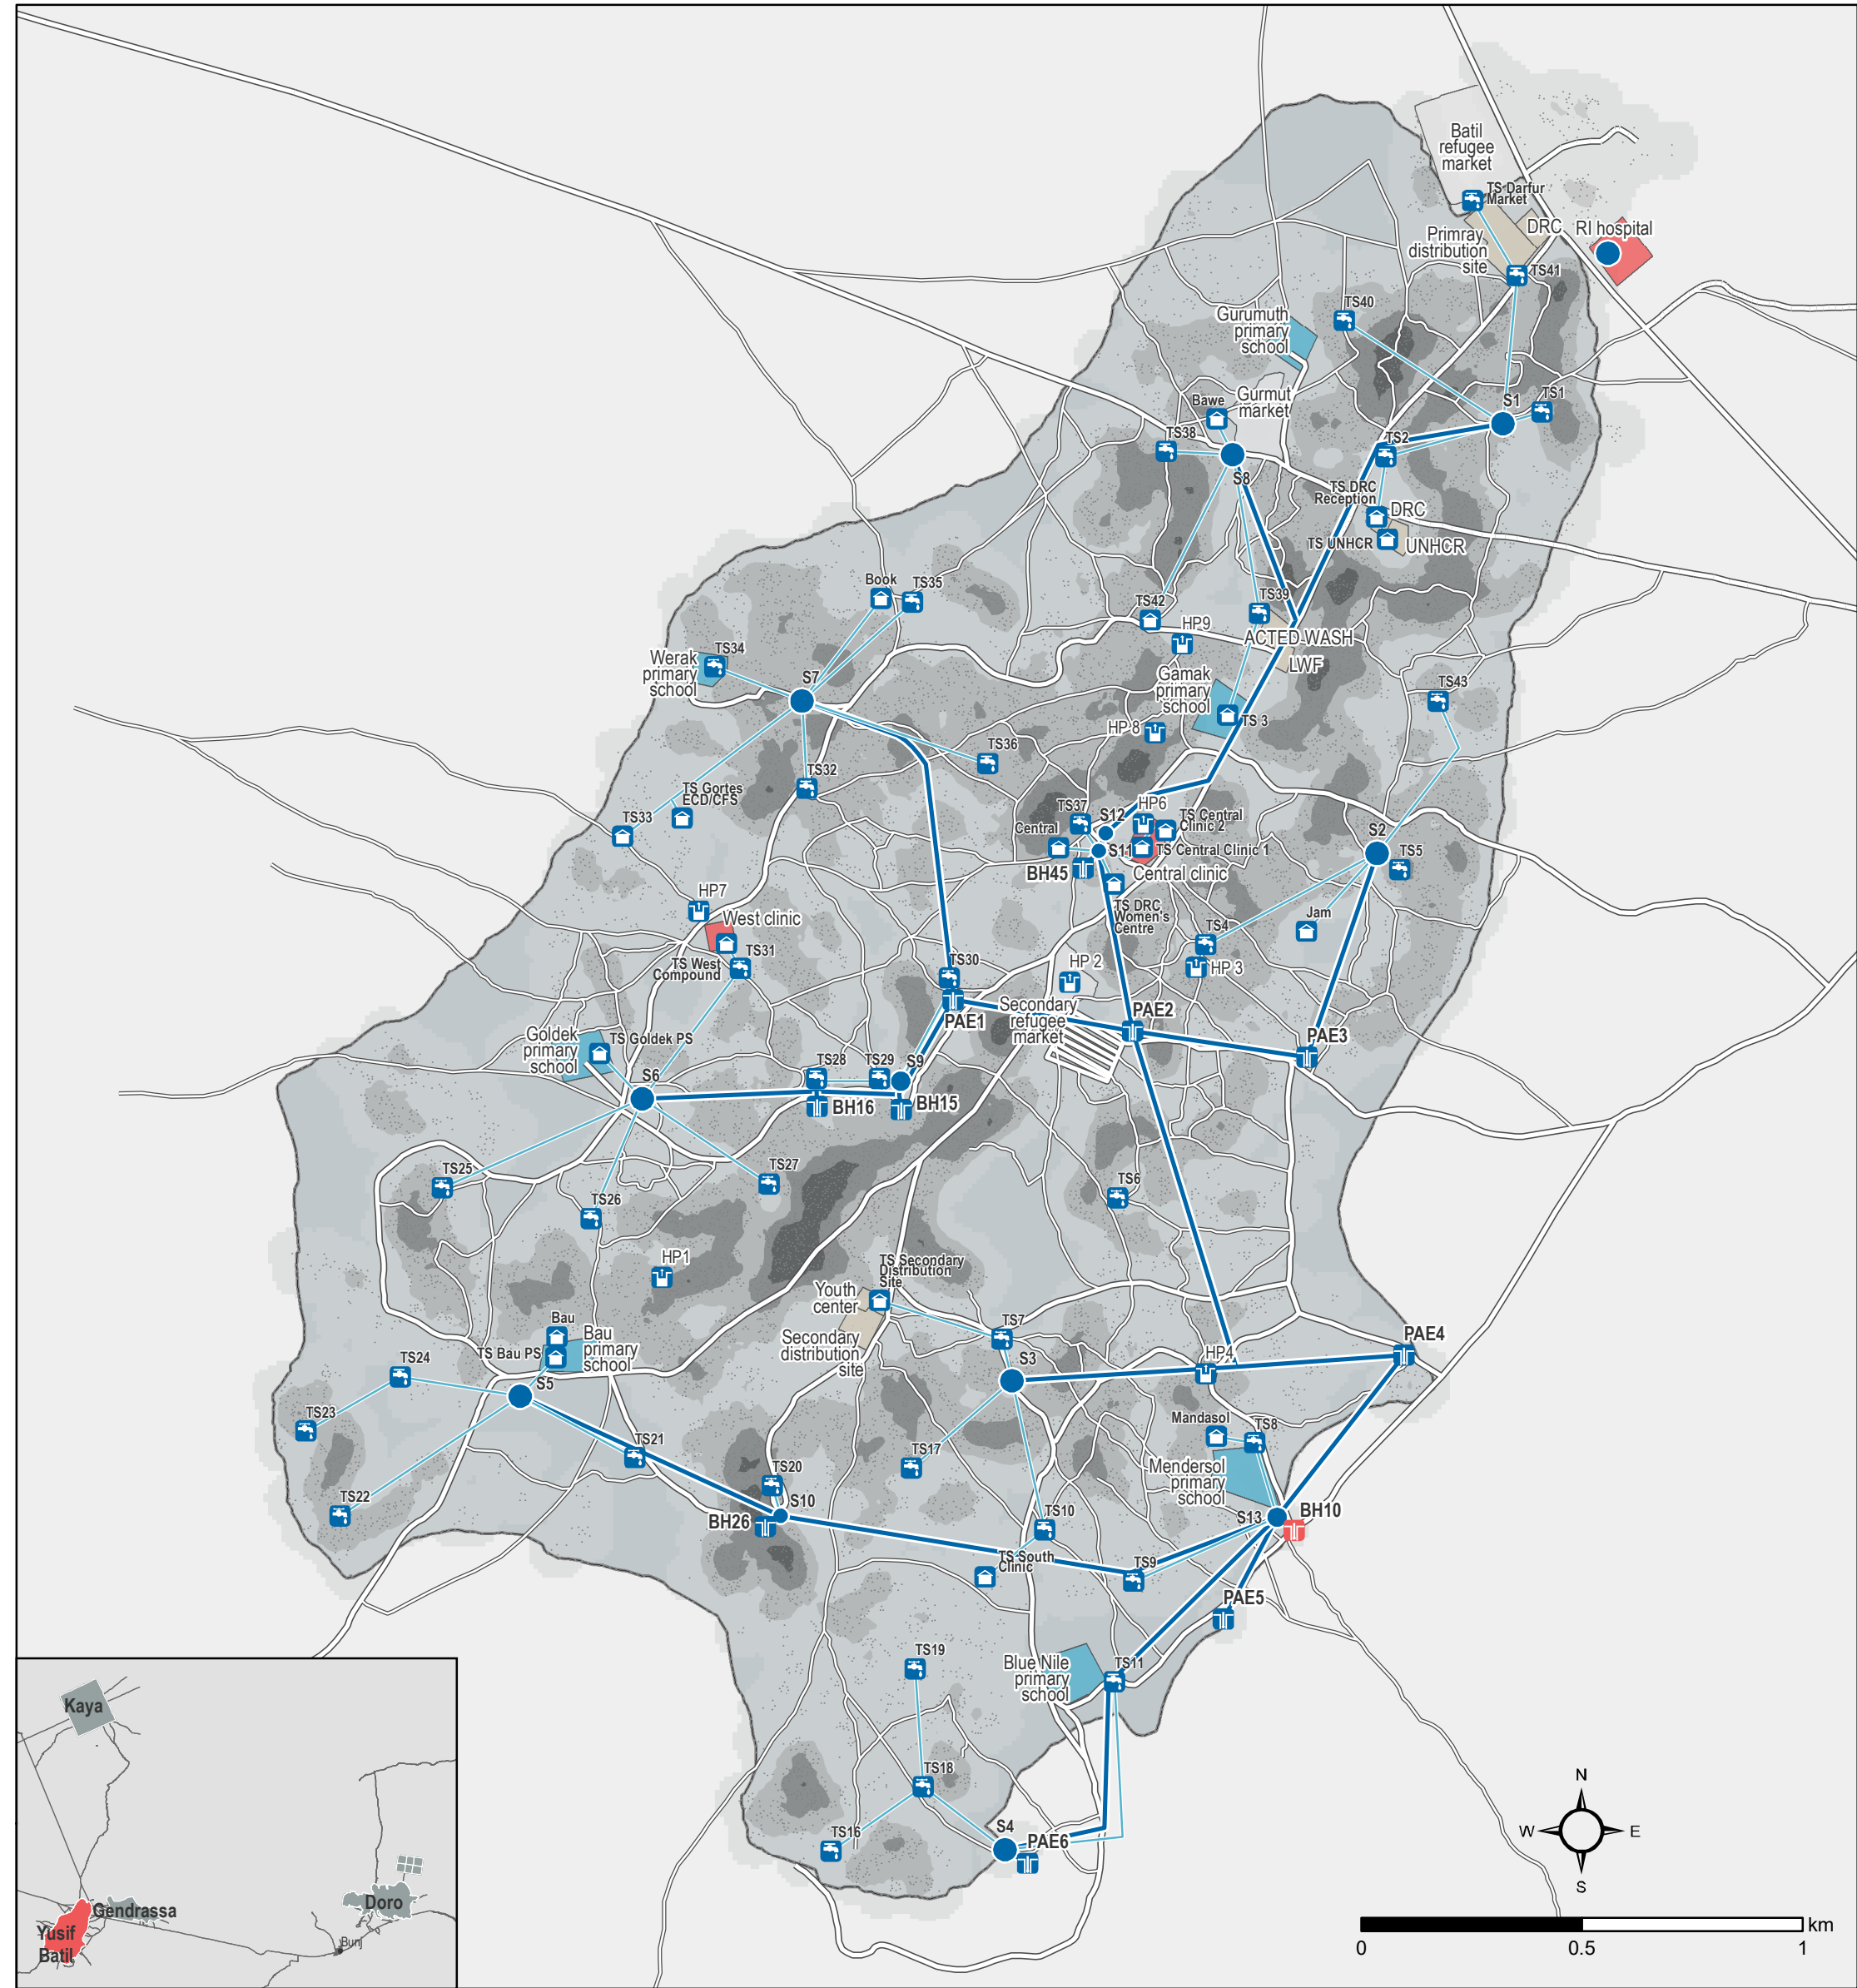 Batil
refugee
market
TS Darfur
Market
DRC
RI hospital
Primray
distribution
site
TS41
TS40
Gurumuth
primary
school
S1
TS1
Gurmut
market
Bawe
TS38
TS2
S8
TS DRC
Reception
DRC
TS UNHCR
UNHCR
Book
TS35
TS42
TS39
HP9
ACTED WASH
LWF
Werak
primary
school
TS34
S7
Gamak
primary
school
TS 3
TS43
HP 8
TS36
TS32
TS Gortes
ECD/CFS
TS33
TS37
S12
HP6
TS Central
Clinic 2
Central
S11
TS Central Clinic 1
BH45
Central clinic
S2
TS5
TS DRC
Women's
Centre
Jam
TS4
HP 3
HP7
West clinic
TS31
TS West
Compound
TS30
HP 2
PAE1
Secondary
refugee
market
PAE2
PAE3
Goldek
primary
school
TS Goldek PS
S6
TS28
TS29
S9
BH16
BH15
TS25
TS27
TS26
TS6
HP1
TS Secondary
Distribution
Site
Youth
center
Secondary
distribution
site
TS7
S3
PAE4
HP4
Bau
TS Bau PS
Bau
primary
school
TS24
S5
TS23
TS21
TS22
TS17
Mandasol
TS8
Mendersol
primary
school
TS20
S10
BH26
TS10
S13
BH10
TS South
Clinic
TS9
PAE5
TS19
Blue Nile
primary
school
TS11
TS18
TS16
S4
PAE6
Kaya
Gendrassa
Doro
Yusif
Batil
Bunj
N
W
E
S
km
0
0.5
1